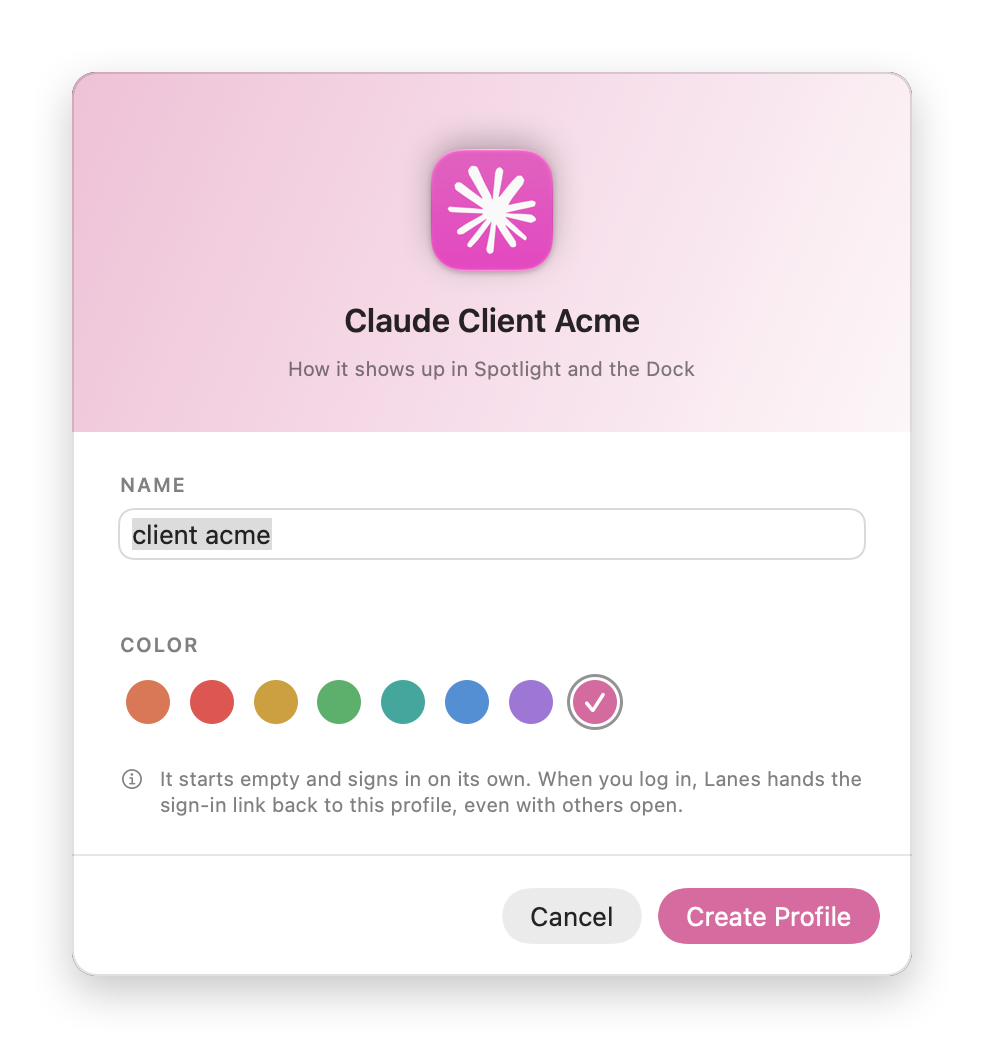 Claude Client Acme
How it shows up in Spotlight and the Dock
NAME
client acme
COLOR
It starts empty and signs in on its own. When you log in, Lanes hands the
sign-in link back to this profile, even with others open.
Cancel
Create Profile